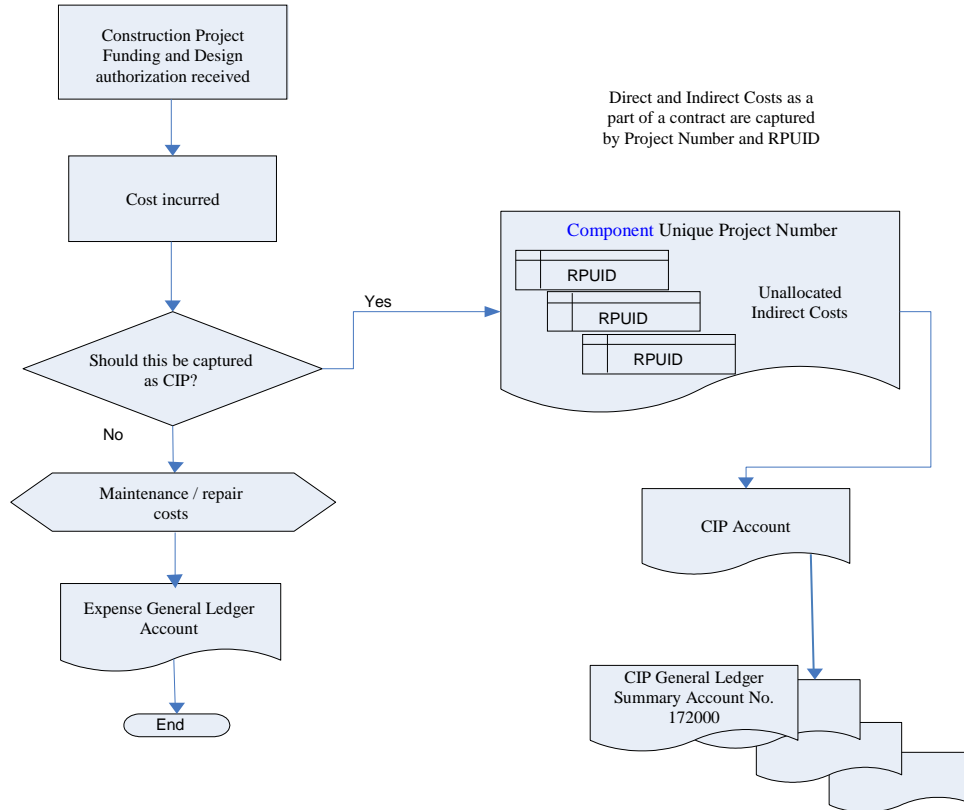 Construction Project
Funding and Design
authorization received
Direct and Indirect Costs as a
part of a contract are captured
by Project Number and RPUID
Cost incurred
Component Unique Project Number
RPUID
RPUID
RPUID
Unallocated
Indirect Costs
Yes
Should this be captured
as CIP?
No
Maintenance / repair
costs
CIP Account
Expense General Ledger
Account
CIP General Ledger
Summary Account No.
172000
End